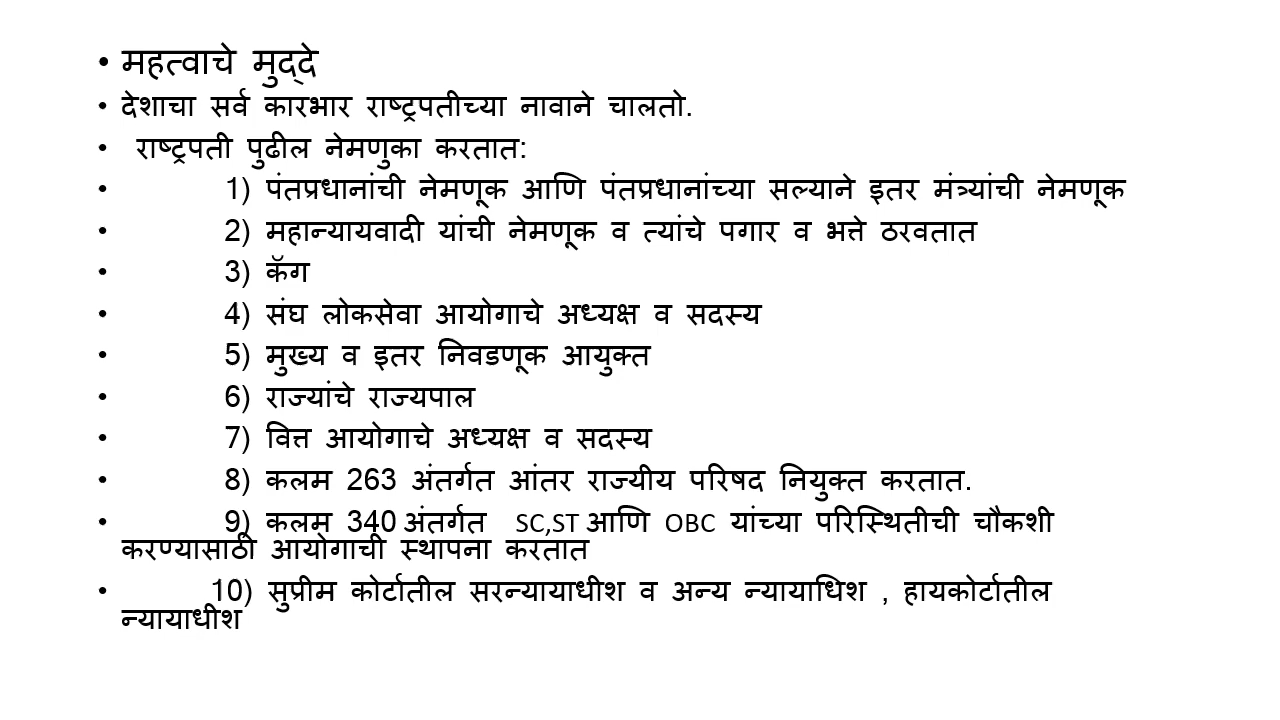 • महत्वाचे मुद्‌दे
• देशाचा सर्व कारभार राष्ट्रपतीच्या नावाने चालतो.
• राष्ट्रपती पुढील नेमणुका करतात:
• 1) पंतप्रधानांची नेमणूक आणि पंतप्रधानांच्या सल्याने इतर मंत्र्यांची नेमणूक
• 2) महान्यायवादी यांची नेमणूक व त्यांचे पगार व भत्ते ठरवतात
• 3) कॅग
• 4) संघ लोकसेवा आयोगाचे अध्यक्ष व सदस्य
• 5) मुख्य व इतर निवडणूक आयुक्त
• 6) राज्यांचे राज्यपाल
• 7) वित्त आयोगाचे अध्यक्ष व सदस्य
• 8) कलम 263 अंतर्गत आंतर राज्यीय परिषद नियुक्त करतात.
• 9) कलम 340 अंतर्गत SC,ST आणि OBC यांच्या परिस्थितीची चौकशी
करण्यासाठी आयोगाची स्थापना करतात
• 10) सुप्रीम कोर्टातील सरन्यायाधीश व अन्य न्यायाधिश , हायकोर्टातील
न्यायाधीश